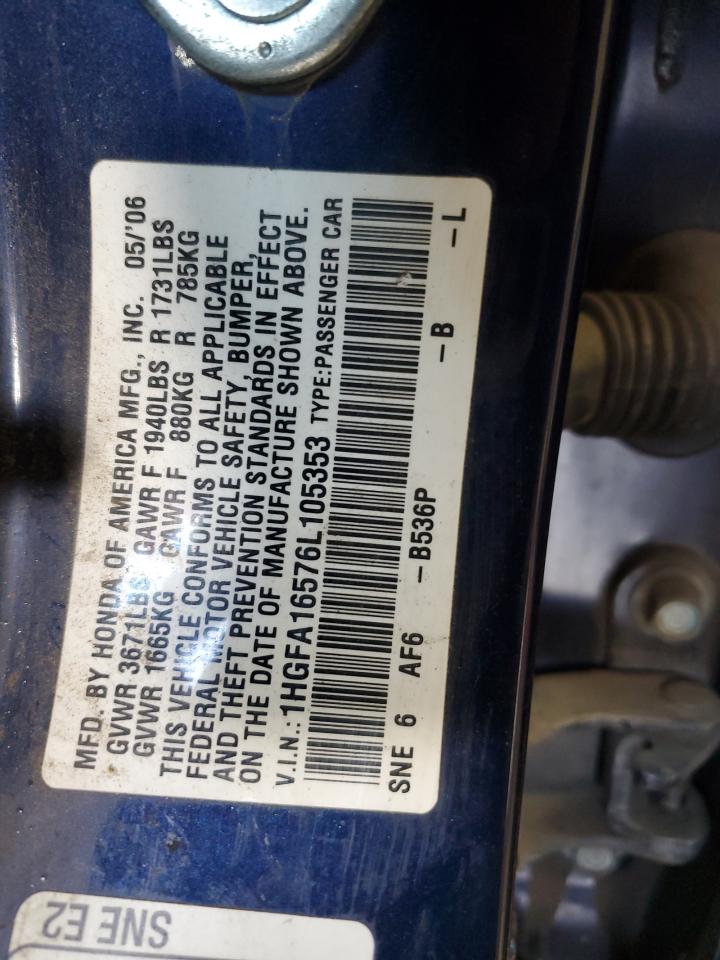 MFD. BY HONDA OF AMERICA MFG., INC. 05/'06
GVWR 3671LBS GAWR F 1940LBS R 1731LBS
GVWR 1665KG GAWR F 880KG R 785KG
THIS VEHICLE CONFORMS TO ALL APPLICABLE
FEDERAL MOTOR VEHICLE SAFETY, BUMPER,
AND THEFT PREVENTION STANDARDS IN EFFECT
ON THE DATE OF MANUFACTURE SHOWN ABOVE.
V.I.N.: 1HGFA16576L105353 TYPE:PASSENGER CAR
SNE 6 AF6 -B536P -B -L
SNE E2